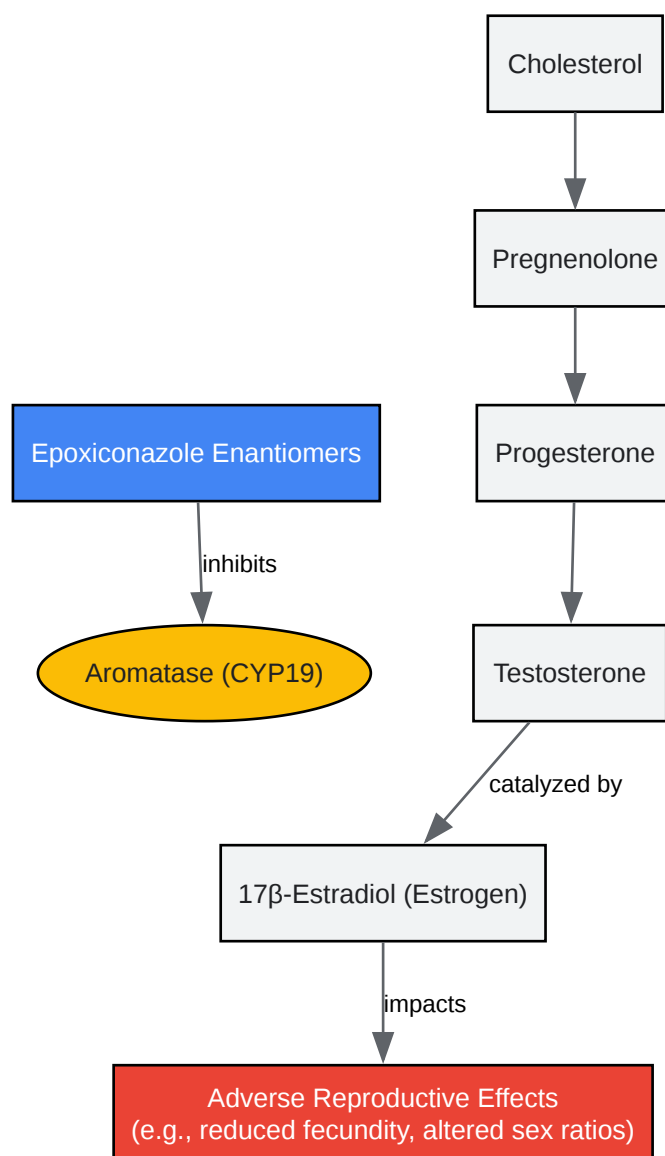 Cholesterol
Pregnenolone
Epoxiconazole Enantiomers
Progesterone
inhibits
Aromatase (CYP19)
Testosterone
catalyzed by
17β-Estradiol (Estrogen)
impacts
Adverse Reproductive Effects
(e.g., reduced fecundity, altered sex ratios)